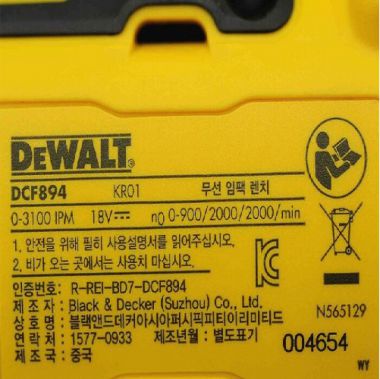 DEWALT
DCF894 KR01 무선 임팩 렌치
0-3100 IPM 18V n0 0-900/2000/2000/min
1. 안전을 위해 필히 사용설명서를 읽어주십시오.
2. 비가 오는 곳에서는 사용치 마십시오.
인증번호 : R-REI-BD7-DCF894
제 조 자 : Black & Decker (Suzhou) Co., Ltd.
상 호 명 : 블랙앤드데커아시아퍼시픽피티이리미티드
연 락 처 : 1577-0933 제조년월 : 별도표기
제 조 국 : 중국
N565129
004654
WY